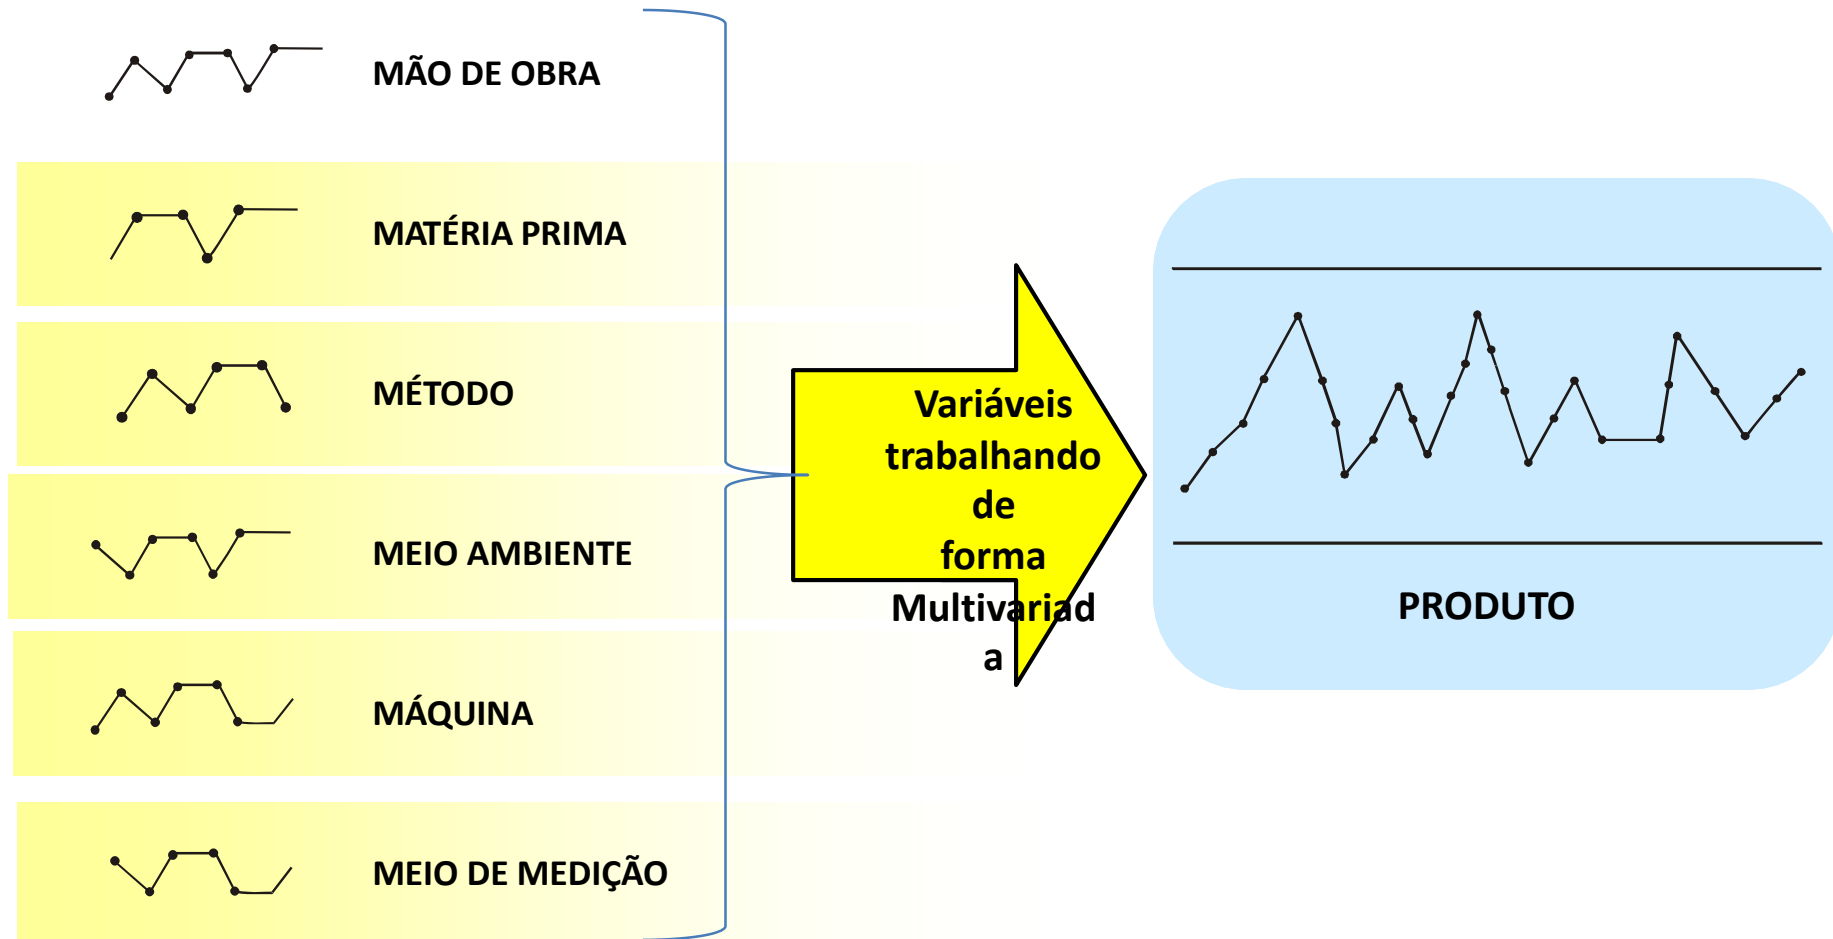 MÃO DE OBRA
MATÉRIA PRIMA
MÉTODO
MEIO AMBIENTE
MÁQUINA
MEIO DE MEDIÇÃO
Variáveis
trabalhando
de
forma
Multivariad
a
PRODUTO